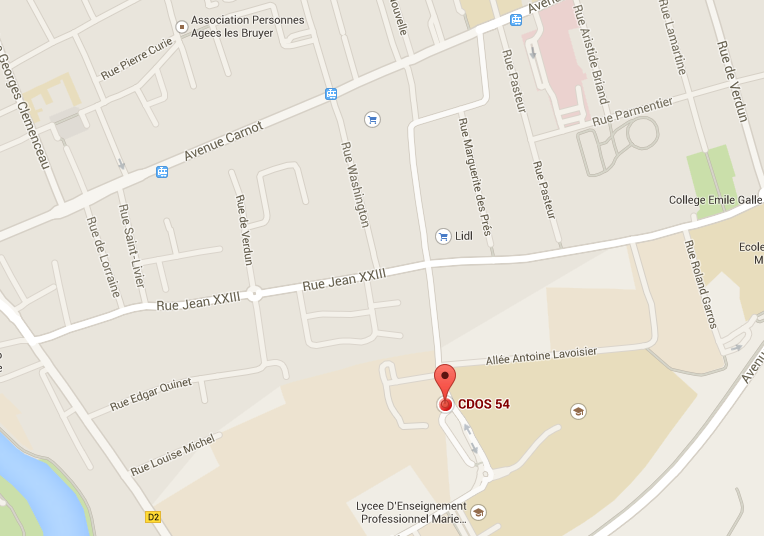 Avenu
Nouvelle
Association Personnes
Agees les Bruyer
Rue Pierre Curie
Georges Clemenceau
Avenue Carnot
Rue Pasteur
Rue Aristide Briand
Rue Lamartine
Rue de Verdun
Rue Parmentier
Rue Washington
Rue Marguerite des Prés
Rue Pasteur
College Emile Galle
Rue de Verdun
Rue Saint-Livier
Rue de Lorraine
Lidl
Ecole
M
Rue Jean XXIII
Rue Jean XXIII
Rue Roland Garros
Allée Antoine Lavoisier
Rue Edgar Quinet
CDOS 54
Avenu
Rue Louise Michel
D2
Lycee D'Enseignement
Professionnel Marie...